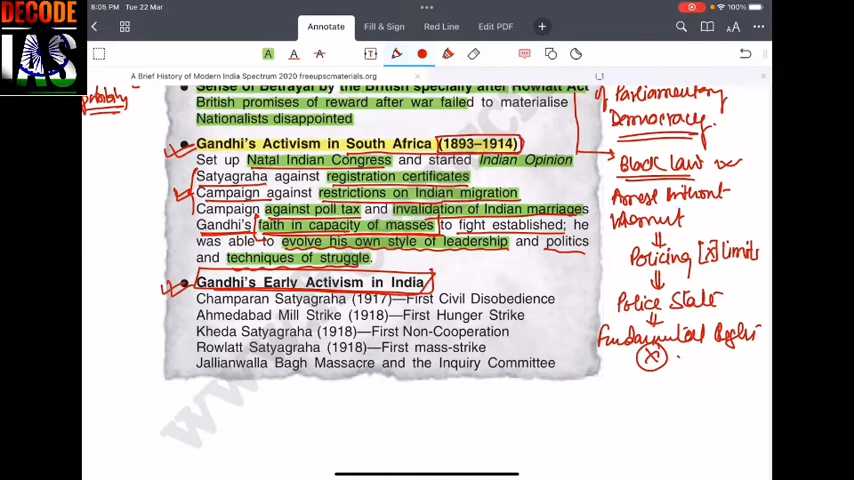 DECODE
IAS
8:05 PM Tue 22 Mar
100%
Annotate
Fill & Sign
Red Line
Edit PDF
A Brief History of Modern India Spectrum 2020 freeupscmaterials.org
Sense of Betrayal by the British specially after Rowlatt Act
British promises of reward after war failed to materialise
Nationalists disappointed
Gandhi's Activism in South Africa (1893–1914)
Set up Natal Indian Congress and started Indian Opinion
Satyagraha against registration certificates
Campaign against restrictions on Indian migration
Campaign against poll tax and invalidation of Indian marriages
Gandhi's faith in capacity of masses to fight established; he
was able to evolve his own style of leadership and politics
and techniques of struggle.
Gandhi's Early Activism in India
Champaran Satyagraha (1917)—First Civil Disobedience
Ahmedabad Mill Strike (1918)—First Hunger Strike
Kheda Satyagraha (1918)—First Non-Cooperation
Rowlatt Satyagraha (1918)—First mass-strike
Jallianwalla Bagh Massacre and the Inquiry Committee
of Parliamentary
Democracy.
Black law
Arrest without
Policing [x] limits
Police State
Fundamental
www.